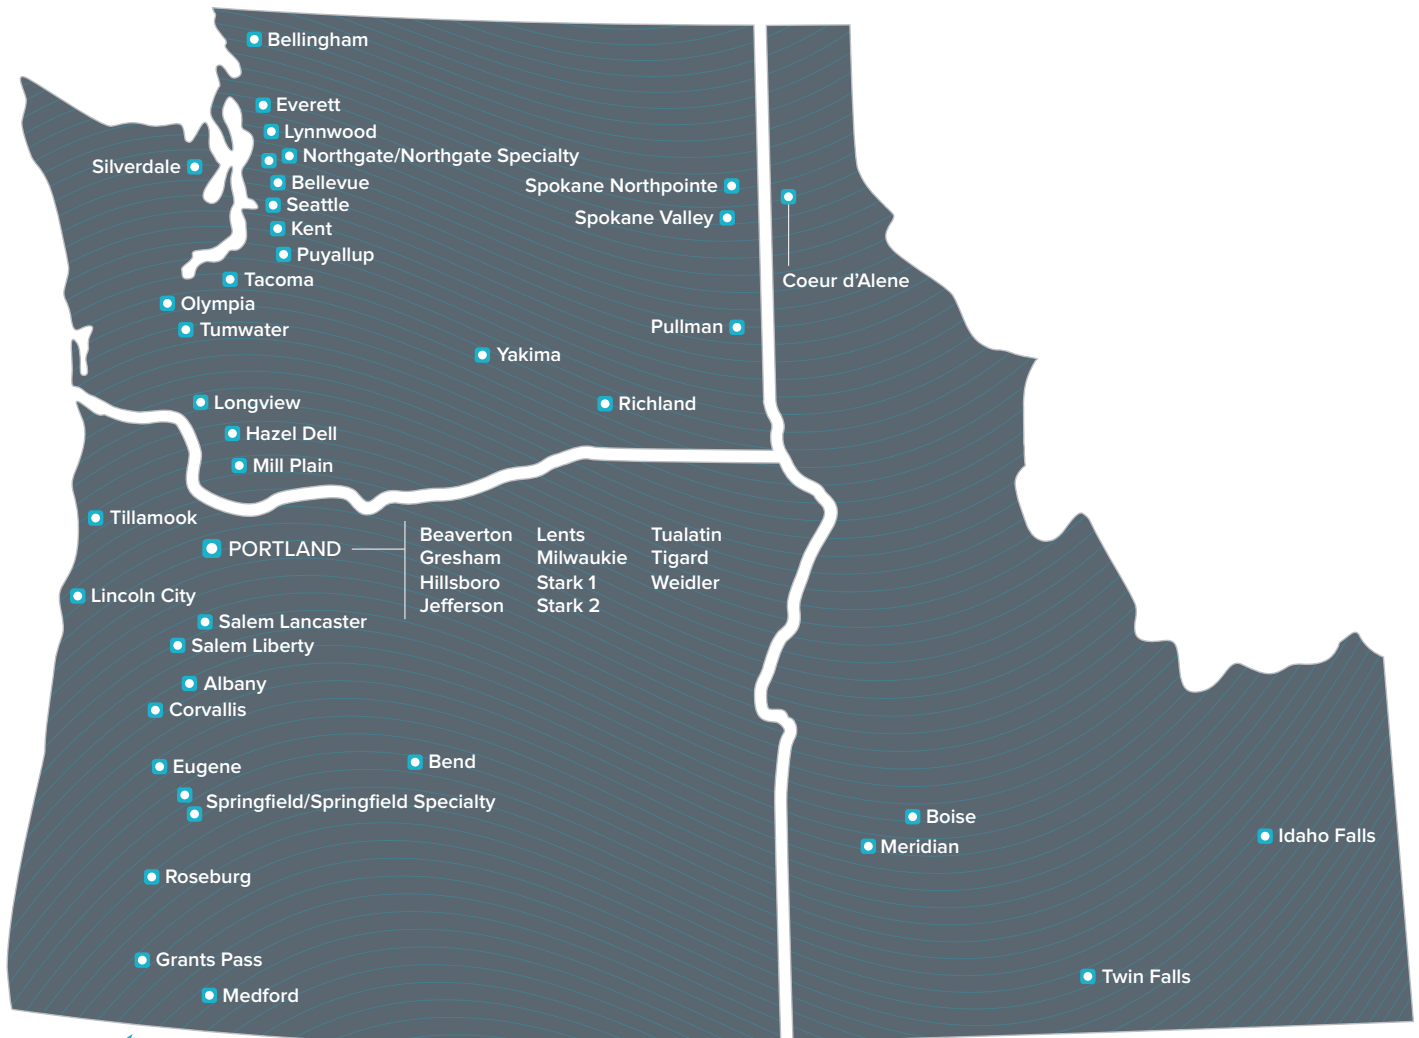 Bellingham
Everett
Lynnwood
Northgate/Northgate Specialty
Silverdale
Bellevue
Spokane Northpointe
Seattle
Spokane Valley
Kent
Puyallup
Tacoma
Coeur d'Alene
Olympia
Tumwater
Pullman
Yakima
Longview
Richland
Hazel Dell
Mill Plain
Tillamook
PORTLAND
Beaverton Lents Tualatin
Gresham Milwaukie Tigard
Hillsboro Stark 1 Weidler
Jefferson Stark 2
Lincoln City
Salem Lancaster
Salem Liberty
Albany
Corvallis
Bend
Eugene
Springfield/Springfield Specialty
Boise
Idaho Falls
Meridian
Roseburg
Grants Pass
Twin Falls
Medford